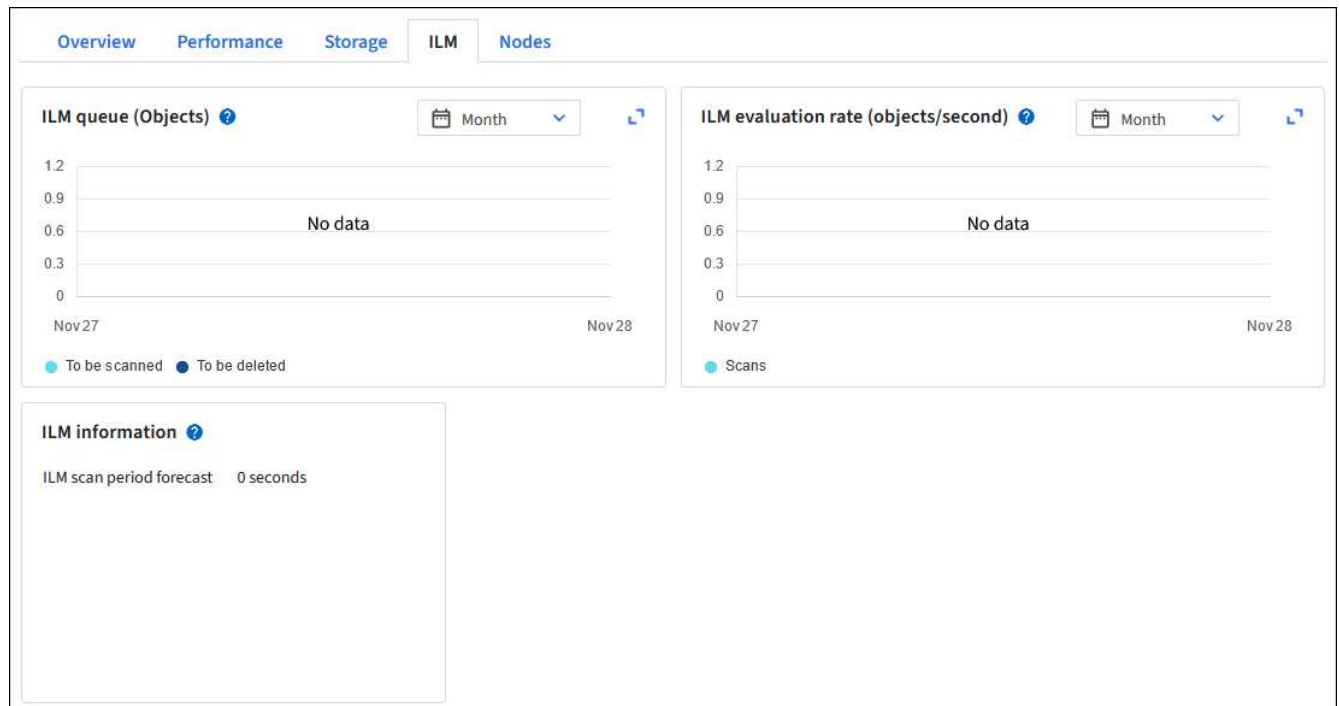 Overview Performance Storage ILM Nodes
ILM queue (Objects) ? Month
1.2
0.9
0.6
0.3
0
No data
Nov 27 Nov 28
To be scanned To be deleted
ILM evaluation rate (objects/second) ? Month
1.2
0.9
0.6
0.3
0
No data
Nov 27 Nov 28
Scans
ILM information ?
ILM scan period forecast 0 seconds